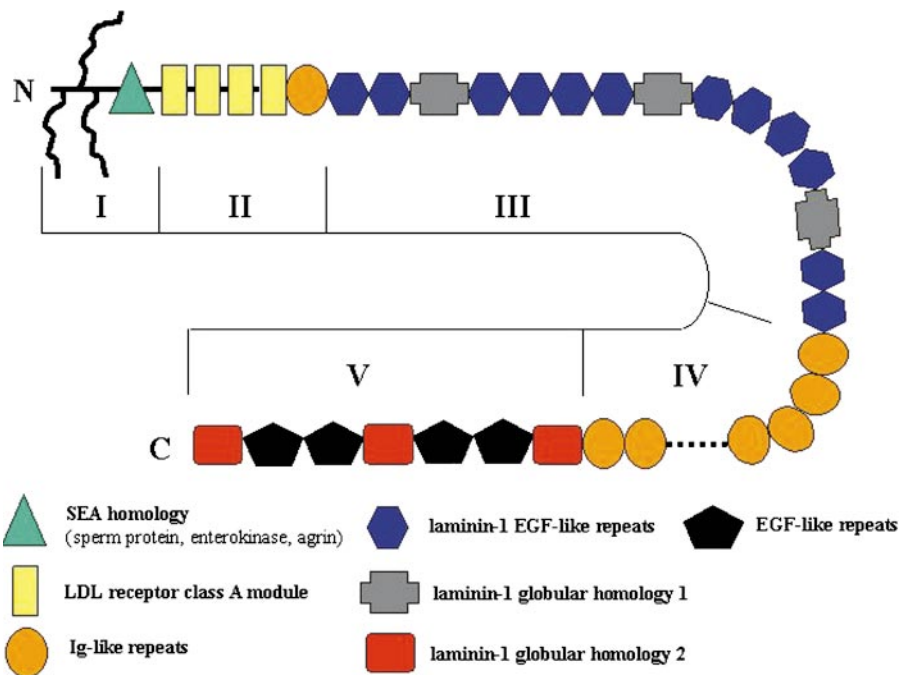 N
I
II
III
V
IV
C
SEA homology
(sperm protein, enterokinase, agrin)
laminin-1 EGF-like repeats
EGF-like repeats
LDL receptor class A module
laminin-1 globular homology 1
Ig-like repeats
laminin-1 globular homology 2